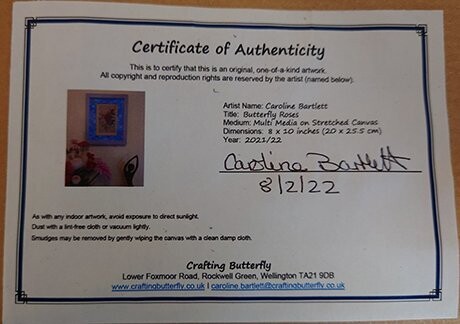 Certificate of Authenticity
This is to certify that this is an original, one-of-a-kind artwork.
All copyright and reproduction rights are reserved by the artist (named below).
Artist Name: Caroline Bartlett
Title: Butterfly Roses
Medium: Multi Media on Stretched Canvas
Dimensions: 8 x 10 inches (20 x 25.5 cm)
Year: 2021/22
Caroline Bartlett
8/2/22
As with any indoor artwork, avoid exposure to direct sunlight.
Dust with a lint-free cloth or vacuum lightly.
Smudges may be removed by gently wiping the canvas with a clean damp cloth.
Crafting Butterfly
Lower Foxmoor Road, Rockwell Green, Wellington TA21 9DB
www.craftingbutterfly.co.uk | caroline.bartlett@craftingbutterfly.co.uk